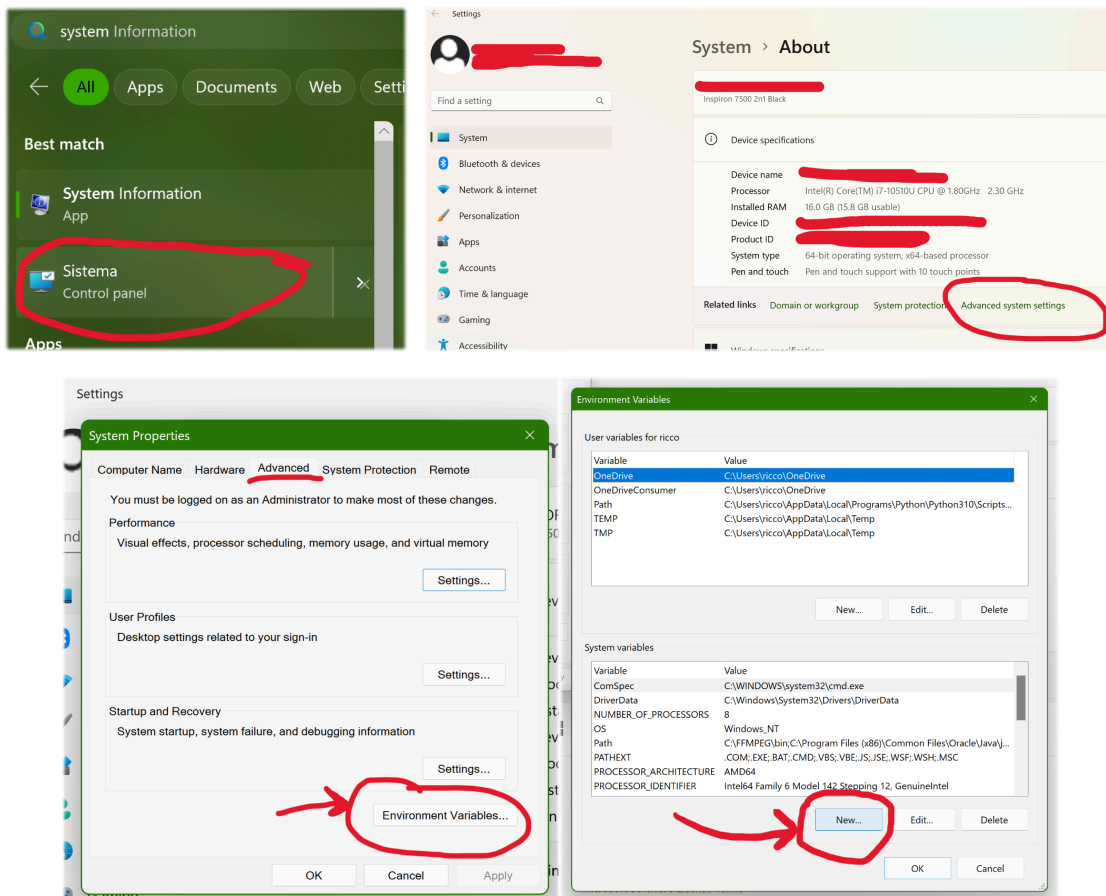 system Information
All Apps Documents Web Setti
Best match
System Information
App
Sistema
Control panel
Apps
Settings
System > About
Inspiron 7500 2n1 Black
Find a setting
System
Bluetooth & devices
Network & internet
Personalization
Apps
Accounts
Time & language
Gaming
Accessibility
Device specifications
Device name
Processor Intel(R) Core(TM) i7-10510U CPU @ 1.80GHz 2.30 GHz
Installed RAM 16.0 GB (15.8 GB usable)
Device ID
Product ID
System type 64-bit operating system, x64-based processor
Pen and touch Pen and touch support with 10 touch points
Related links Domain or workgroup System protection Advanced system settings
Windows specifications
Settings
System Properties
Computer Name Hardware Advanced System Protection Remote
You must be logged on as an Administrator to make most of these changes.
Performance
Visual effects, processor scheduling, memory usage, and virtual memory
Settings...
User Profiles
Desktop settings related to your sign-in
Settings...
Startup and Recovery
System startup, system failure, and debugging information
Settings...
Environment Variables...
OK Cancel Apply
Environment Variables
User variables for ricco
Variable Value
OneDrive C:\Users\ricco\OneDrive
OneDriveConsumer C:\Users\ricco\OneDrive
Path C:\Users\ricco\AppData\Local\Programs\Python\Python310\Scripts...
TEMP C:\Users\ricco\AppData\Local\Temp
TMP C:\Users\ricco\AppData\Local\Temp
New... Edit... Delete
System variables
Variable Value
ComSpec C:\WINDOWS\system32\cmd.exe
DriverData C:\Windows\System32\Drivers\DriverData
NUMBER_OF_PROCESSORS 8
OS Windows_NT
Path C:\FFMPEG\bin;C:\Program Files (x86)\Common Files\Oracle\Java\j...
PATHEXT .COM;.EXE;.BAT;.CMD;.VBS;.VBE;.JS;.JSE;.WSF;.WSH;.MSC
PROCESSOR_ARCHITECTURE AMD64
PROCESSOR_IDENTIFIER Intel64 Family 6 Model 142 Stepping 12, GenuineIntel
New... Edit... Delete
OK Cancel